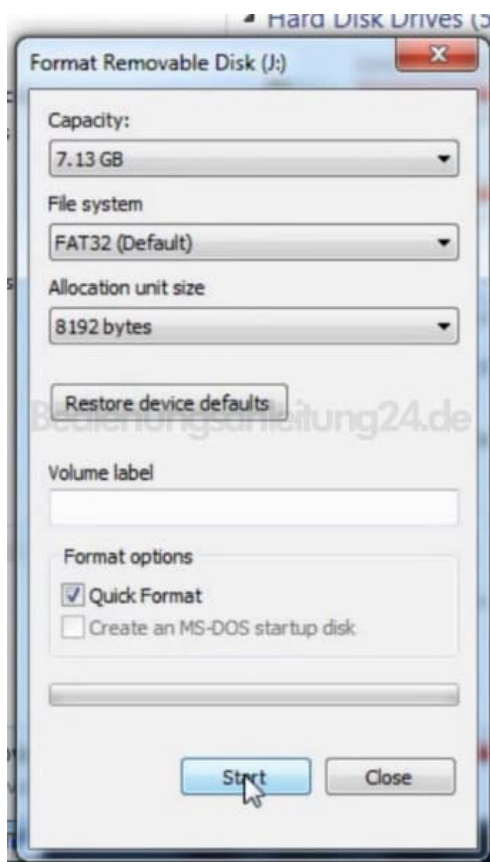 Hard Disk Drives (5
Format Removable Disk (J:)
Capacity:
7.13 GB
File system
FAT32 (Default)
Allocation unit size
8192 bytes
Restore device defaults
Bedienungsanleitung24.de
Volume label
Format options
Quick Format
Create an MS-DOS startup disk
Start
Close